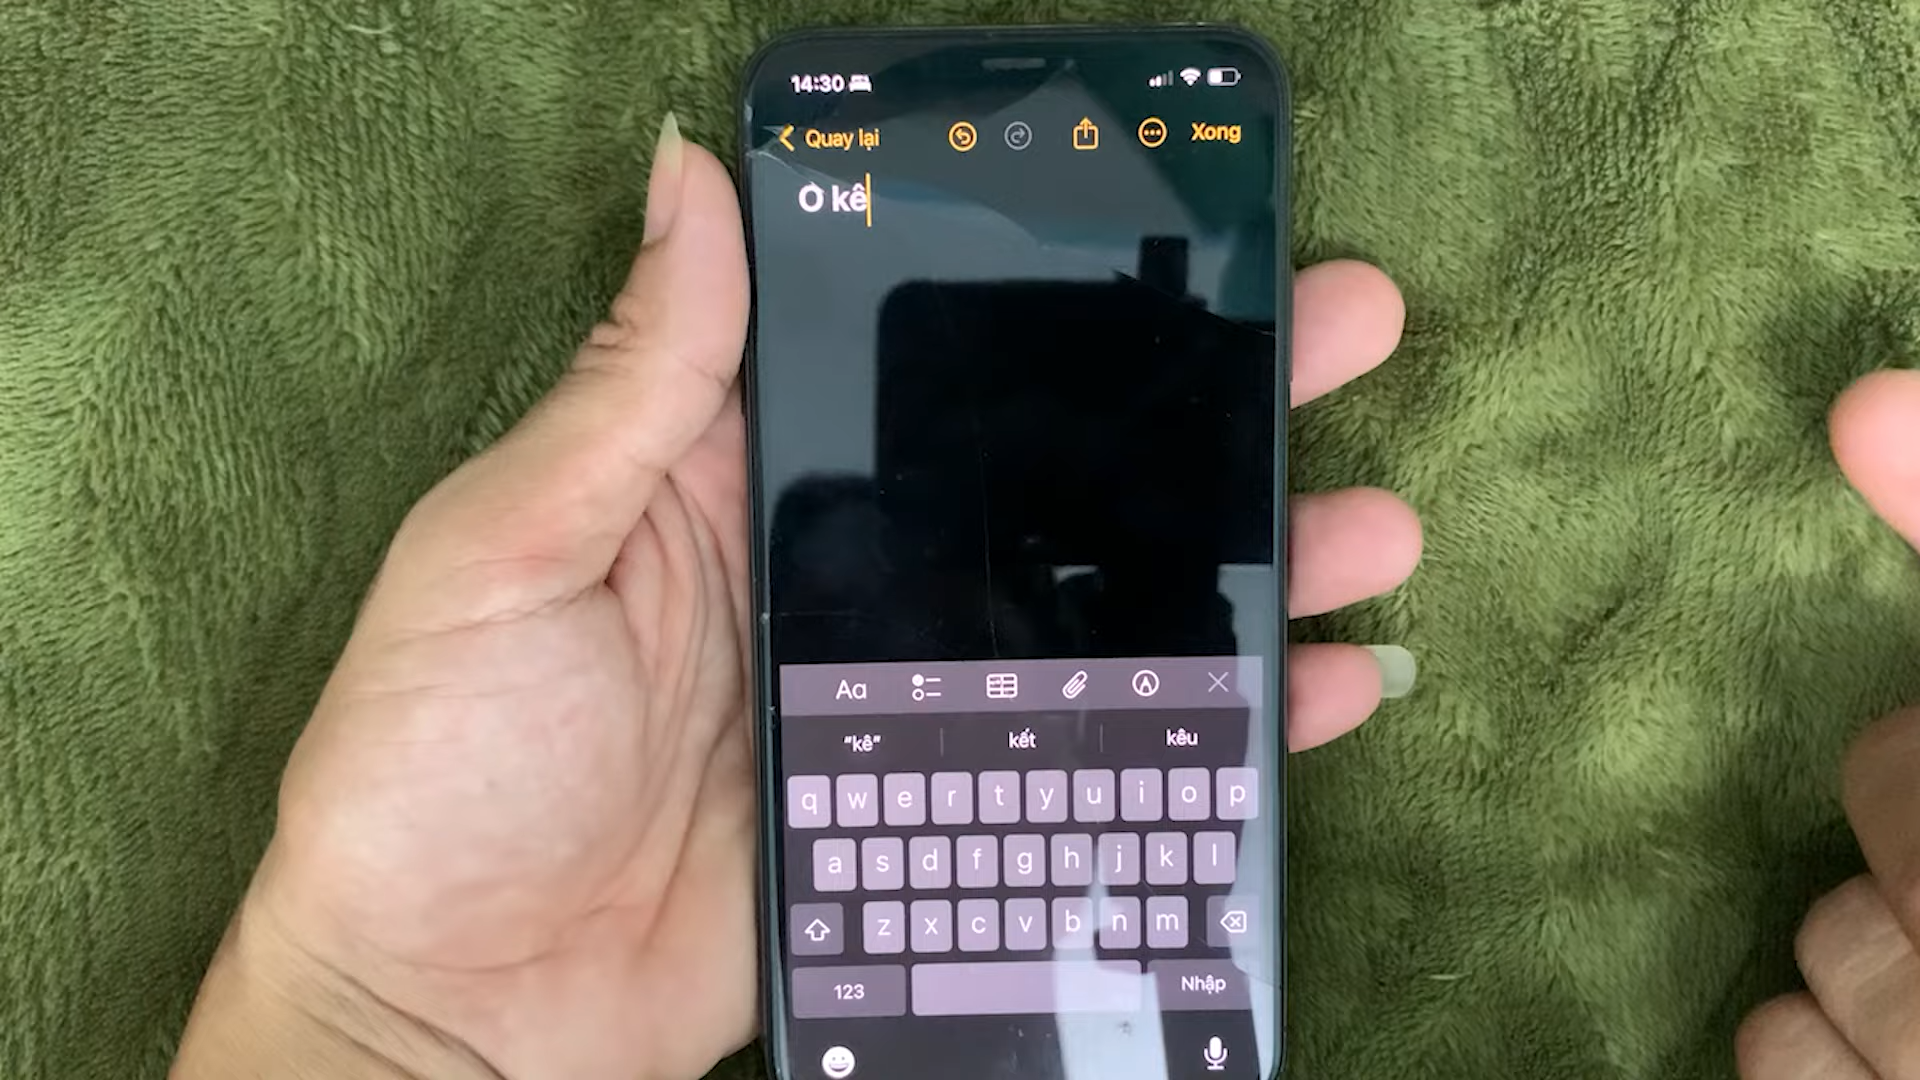 14:30
Quay lại
Xong
Ò kê
Aa
"kê" kết kêu
q w e r t y u i o p
a s d f g h j k l
z x c v b n m
123 Nhập